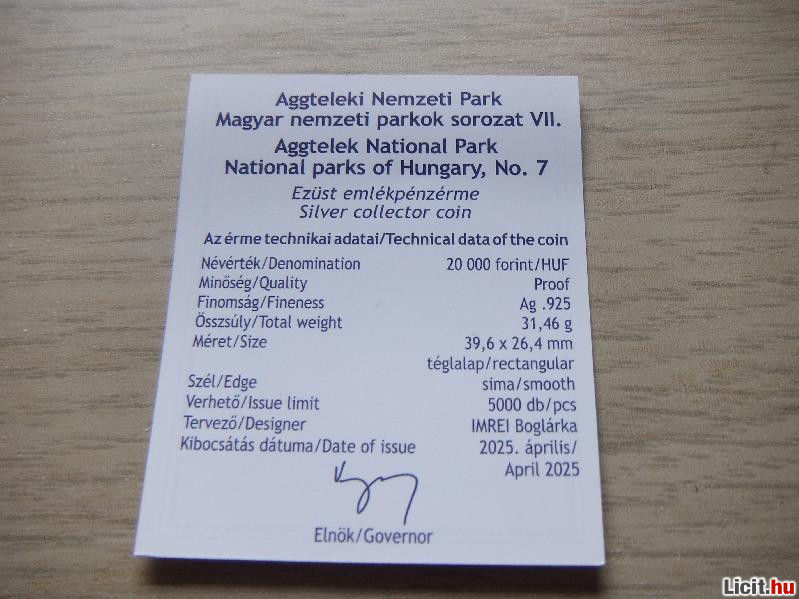 Aggteleki Nemzeti Park
Magyar nemzeti parkok sorozat VII.
Aggtelek National Park
National parks of Hungary, No. 7
Ezüst emlékpénzérme
Silver collector coin
Az érme technikai adatai/Technical data of the coin
Névérték/Denomination 20 000 forint/HUF
Minőség/Quality Proof
Finomság/Fineness Ag .925
Összsúly/Total weight 31,46 g
Méret/Size 39,6 x 26,4 mm
téglalap/rectangular
Szél/Edge sima/smooth
Verhető/Issue limit 5000 db/pcs
Tervező/Designer IMREI Boglárka
Kibocsátás dátuma/Date of issue 2025. április/
April 2025
Elnök/Governor
Licit.hu